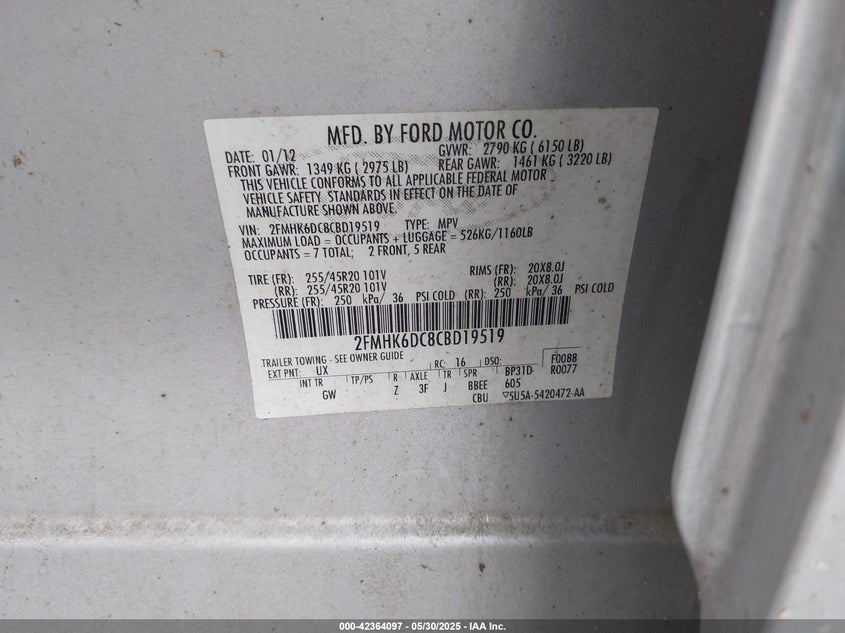 MFD. BY FORD MOTOR CO.
DATE: 01/12 GVWR: 2790 KG ( 6150 LB)
FRONT GAWR: 1349 KG ( 2975 LB) REAR GAWR: 1461 KG ( 3220 LB)
THIS VEHICLE CONFORMS TO ALL APPLICABLE FEDERAL MOTOR
VEHICLE SAFETY STANDARDS IN EFFECT ON THE DATE OF
MANUFACTURE SHOWN ABOVE.
VIN: 2FMHK6DC8CBD19519 TYPE: MPV
MAXIMUM LOAD = OCCUPANTS + LUGGAGE = 526KG/1160LB
OCCUPANTS = 7 TOTAL; 2 FRONT, 5 REAR
TIRE (FR): 255/45R20 101V RIMS (FR): 20X8.0J
(RR): 255/45R20 101V (RR): 20X8.0J
PRESSURE (FR): 250 kPa/ 36 PSI COLD (RR): 250 kPa/ 36 PSI COLD
2FMHK6DC8CBD19519
TRAILER TOWING - SEE OWNER GUIDE F0088
EXT PNT: UX RC: 16 DSO: R0077
INT TR TP/PS R AXLE TR SPR BP31D
GW Z 3F J BBEE 605
CBU ▽5U5A-5420472-AA
000-42364097 - 05/30/2025 - IAA Inc.